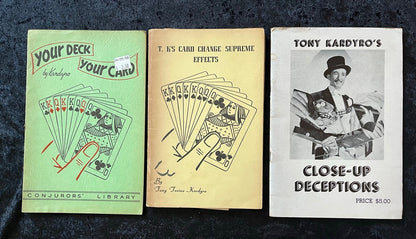 YOUR DECK
YOUR CARD
by Kardyro
CONJURORS' LIBRARY
T. K'S CARD CHANGE SUPREME
EFFECTS
By
Tony Taxian Kardyro
TONY KARDYRO'S
CLOSE-UP
DECEPTIONS
PRICE $5.00